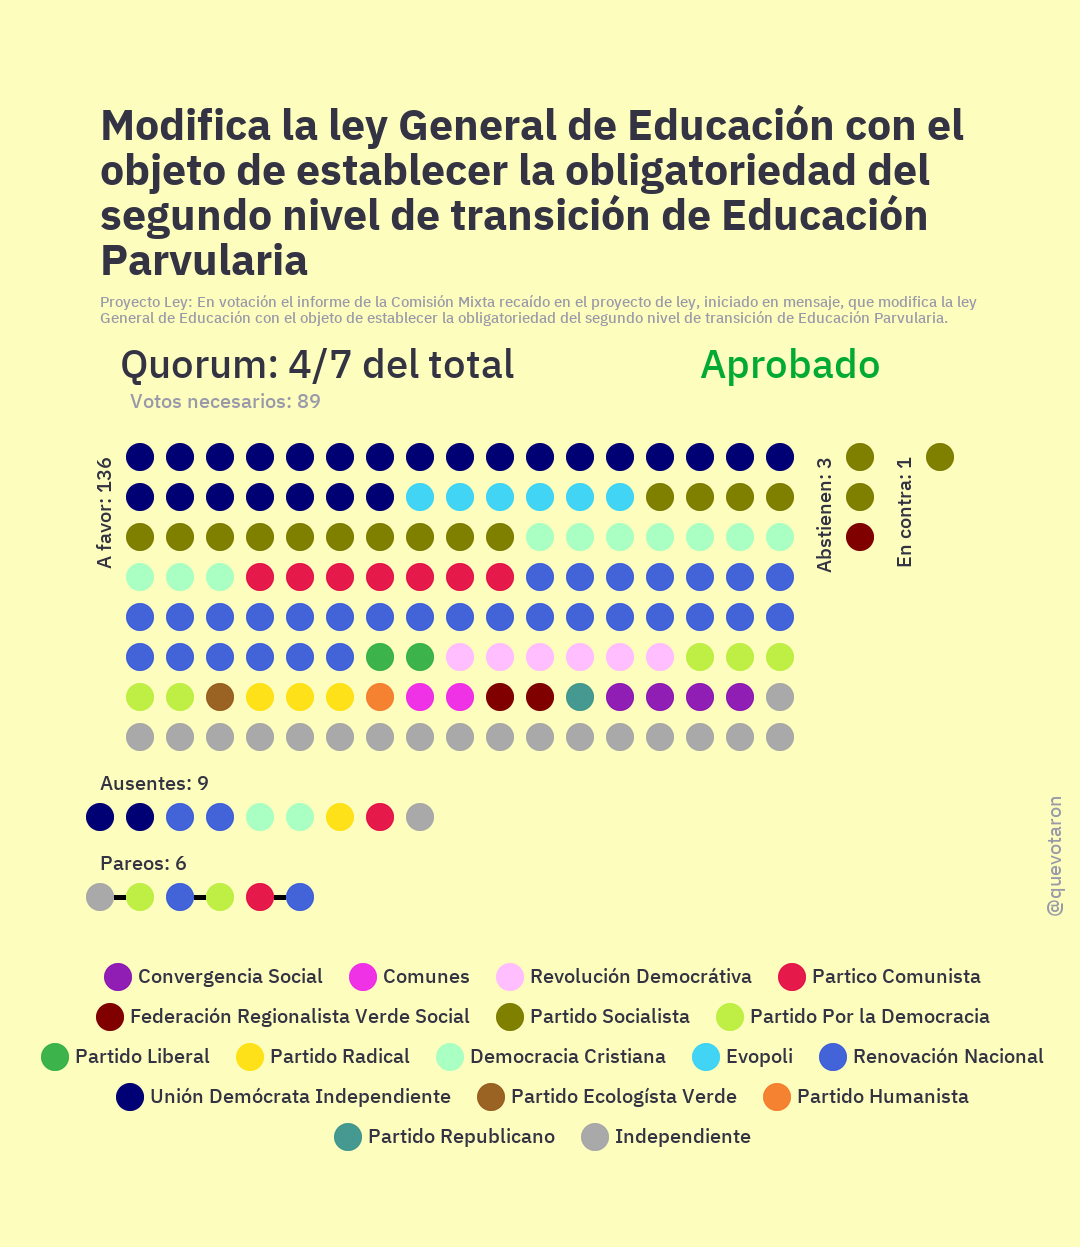 Modifica la ley General de Educación con el
objeto de establecer la obligatoriedad del
segundo nivel de transición de Educación
Parvularia
Proyecto Ley: En votación el informe de la Comisión Mixta recaído en el proyecto de ley, iniciado en mensaje, que modifica la ley
General de Educación con el objeto de establecer la obligatoriedad del segundo nivel de transición de Educación Parvularia.
Quorum: 4/7 del total
Aprobado
Votos necesarios: 89
A favor: 136
Abstienen: 3
En contra: 1
Ausentes: 9
Pareos: 6
@quevotaron
Convergencia Social Comunes Revolución Democrátiva Partico Comunista
Federación Regionalista Verde Social Partido Socialista Partido Por la Democracia
Partido Liberal Partido Radical Democracia Cristiana Evopoli Renovación Nacional
Unión Demócrata Independiente Partido Ecologísta Verde Partido Humanista
Partido Republicano Independiente